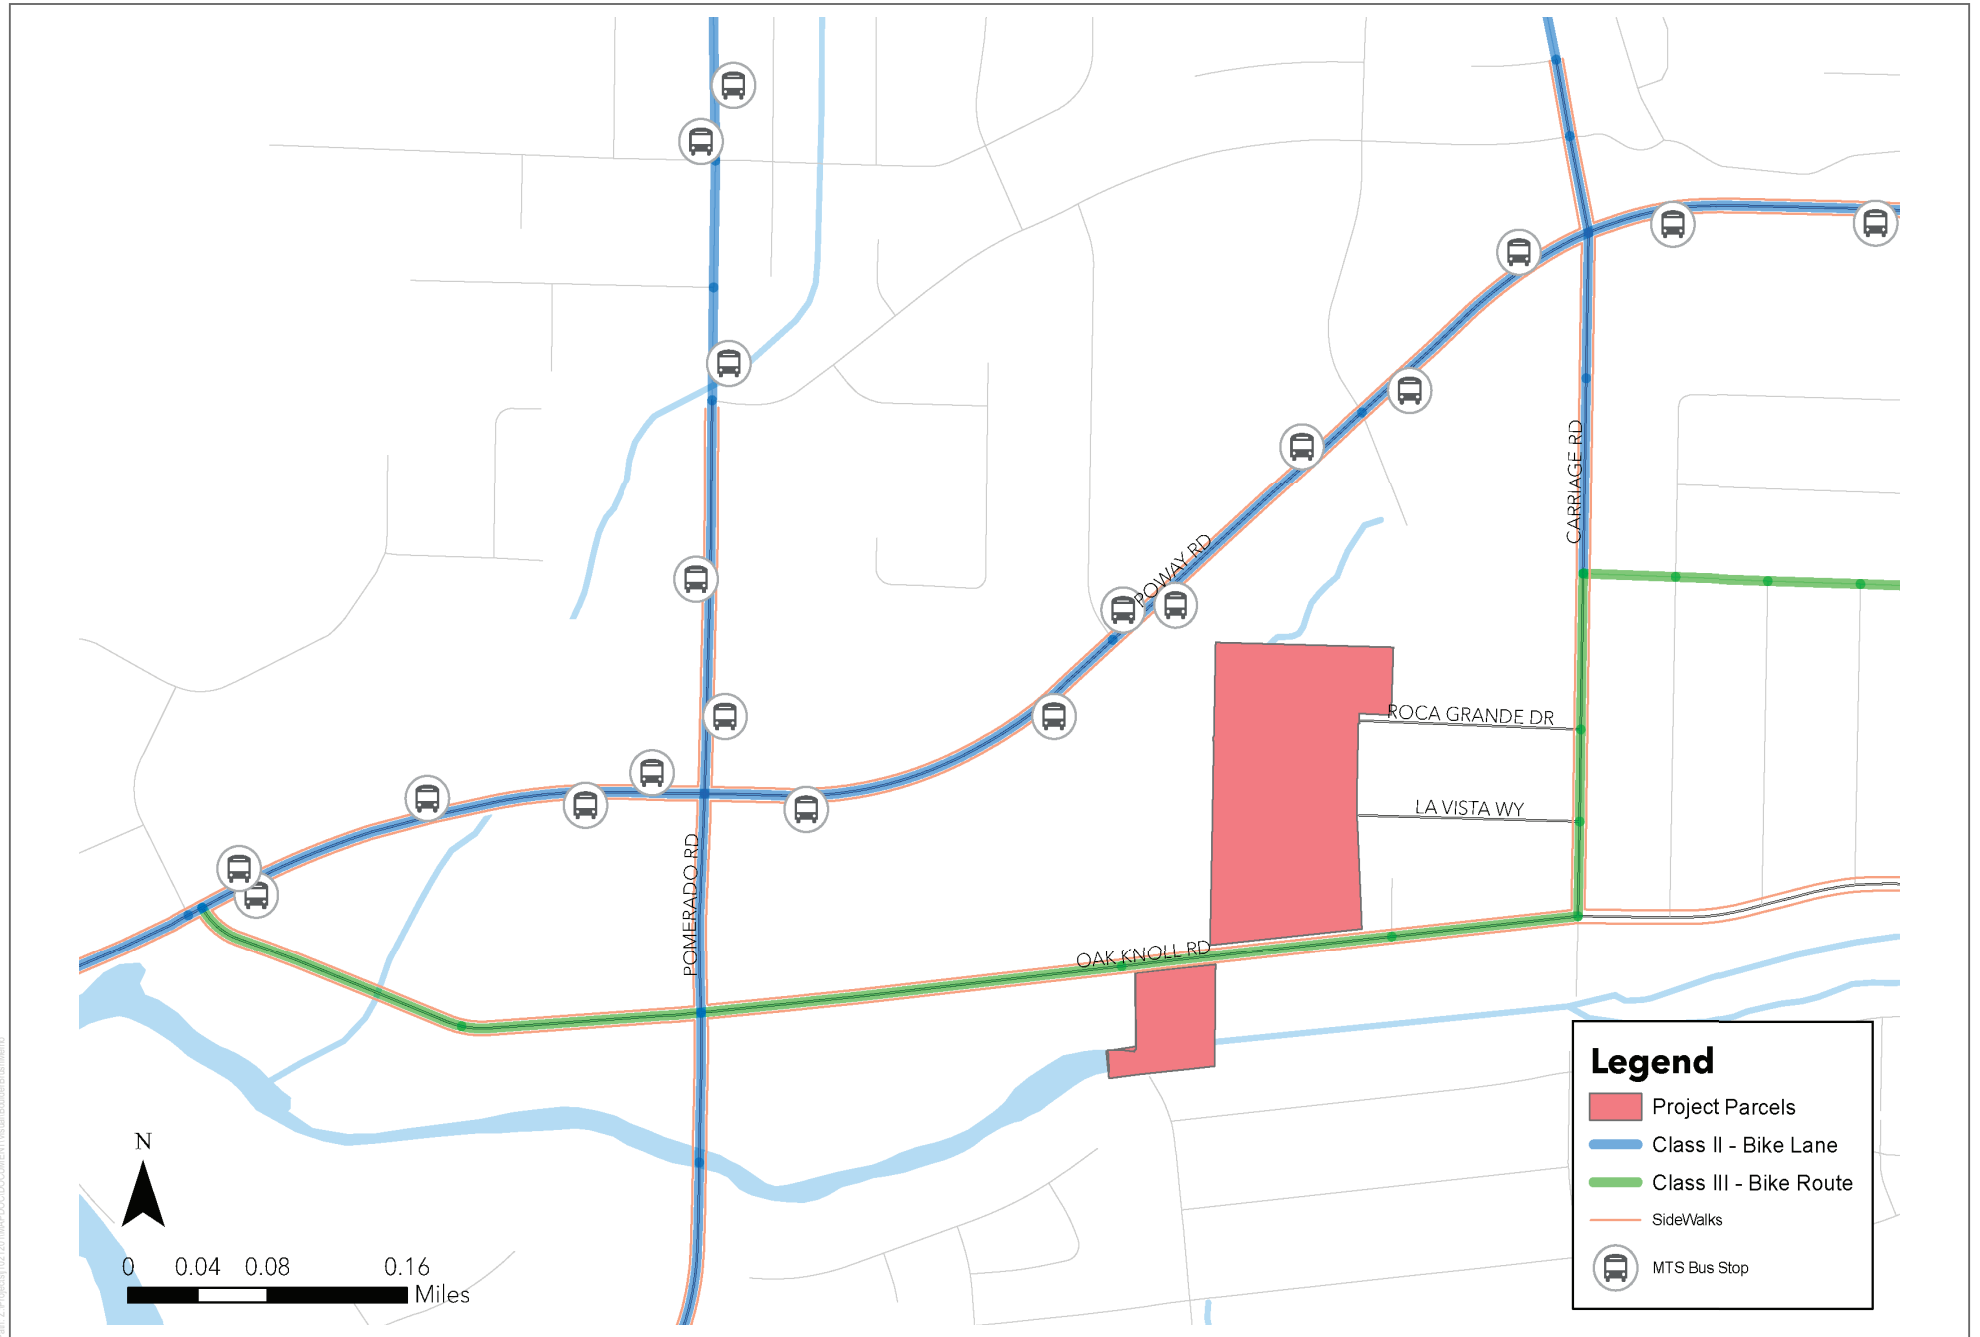 CARRIAGE RD
POWAY RD
ROCA GRANDE DR
LA VISTA WY
POMERADO RD
OAK KNOLL RD
Legend
Project Parcels
Class II - Bike Lane
Class III - Bike Route
SideWalks
MTS Bus Stop
N
0 0.04 0.08 0.16
Miles